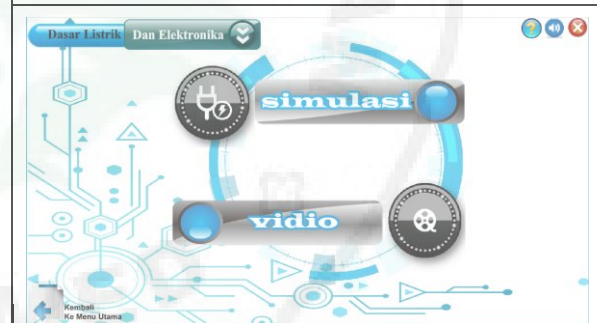 Dasar Listrik Dan Elektronika
simulasi
vidio
Kembali
Ke Menu Utama